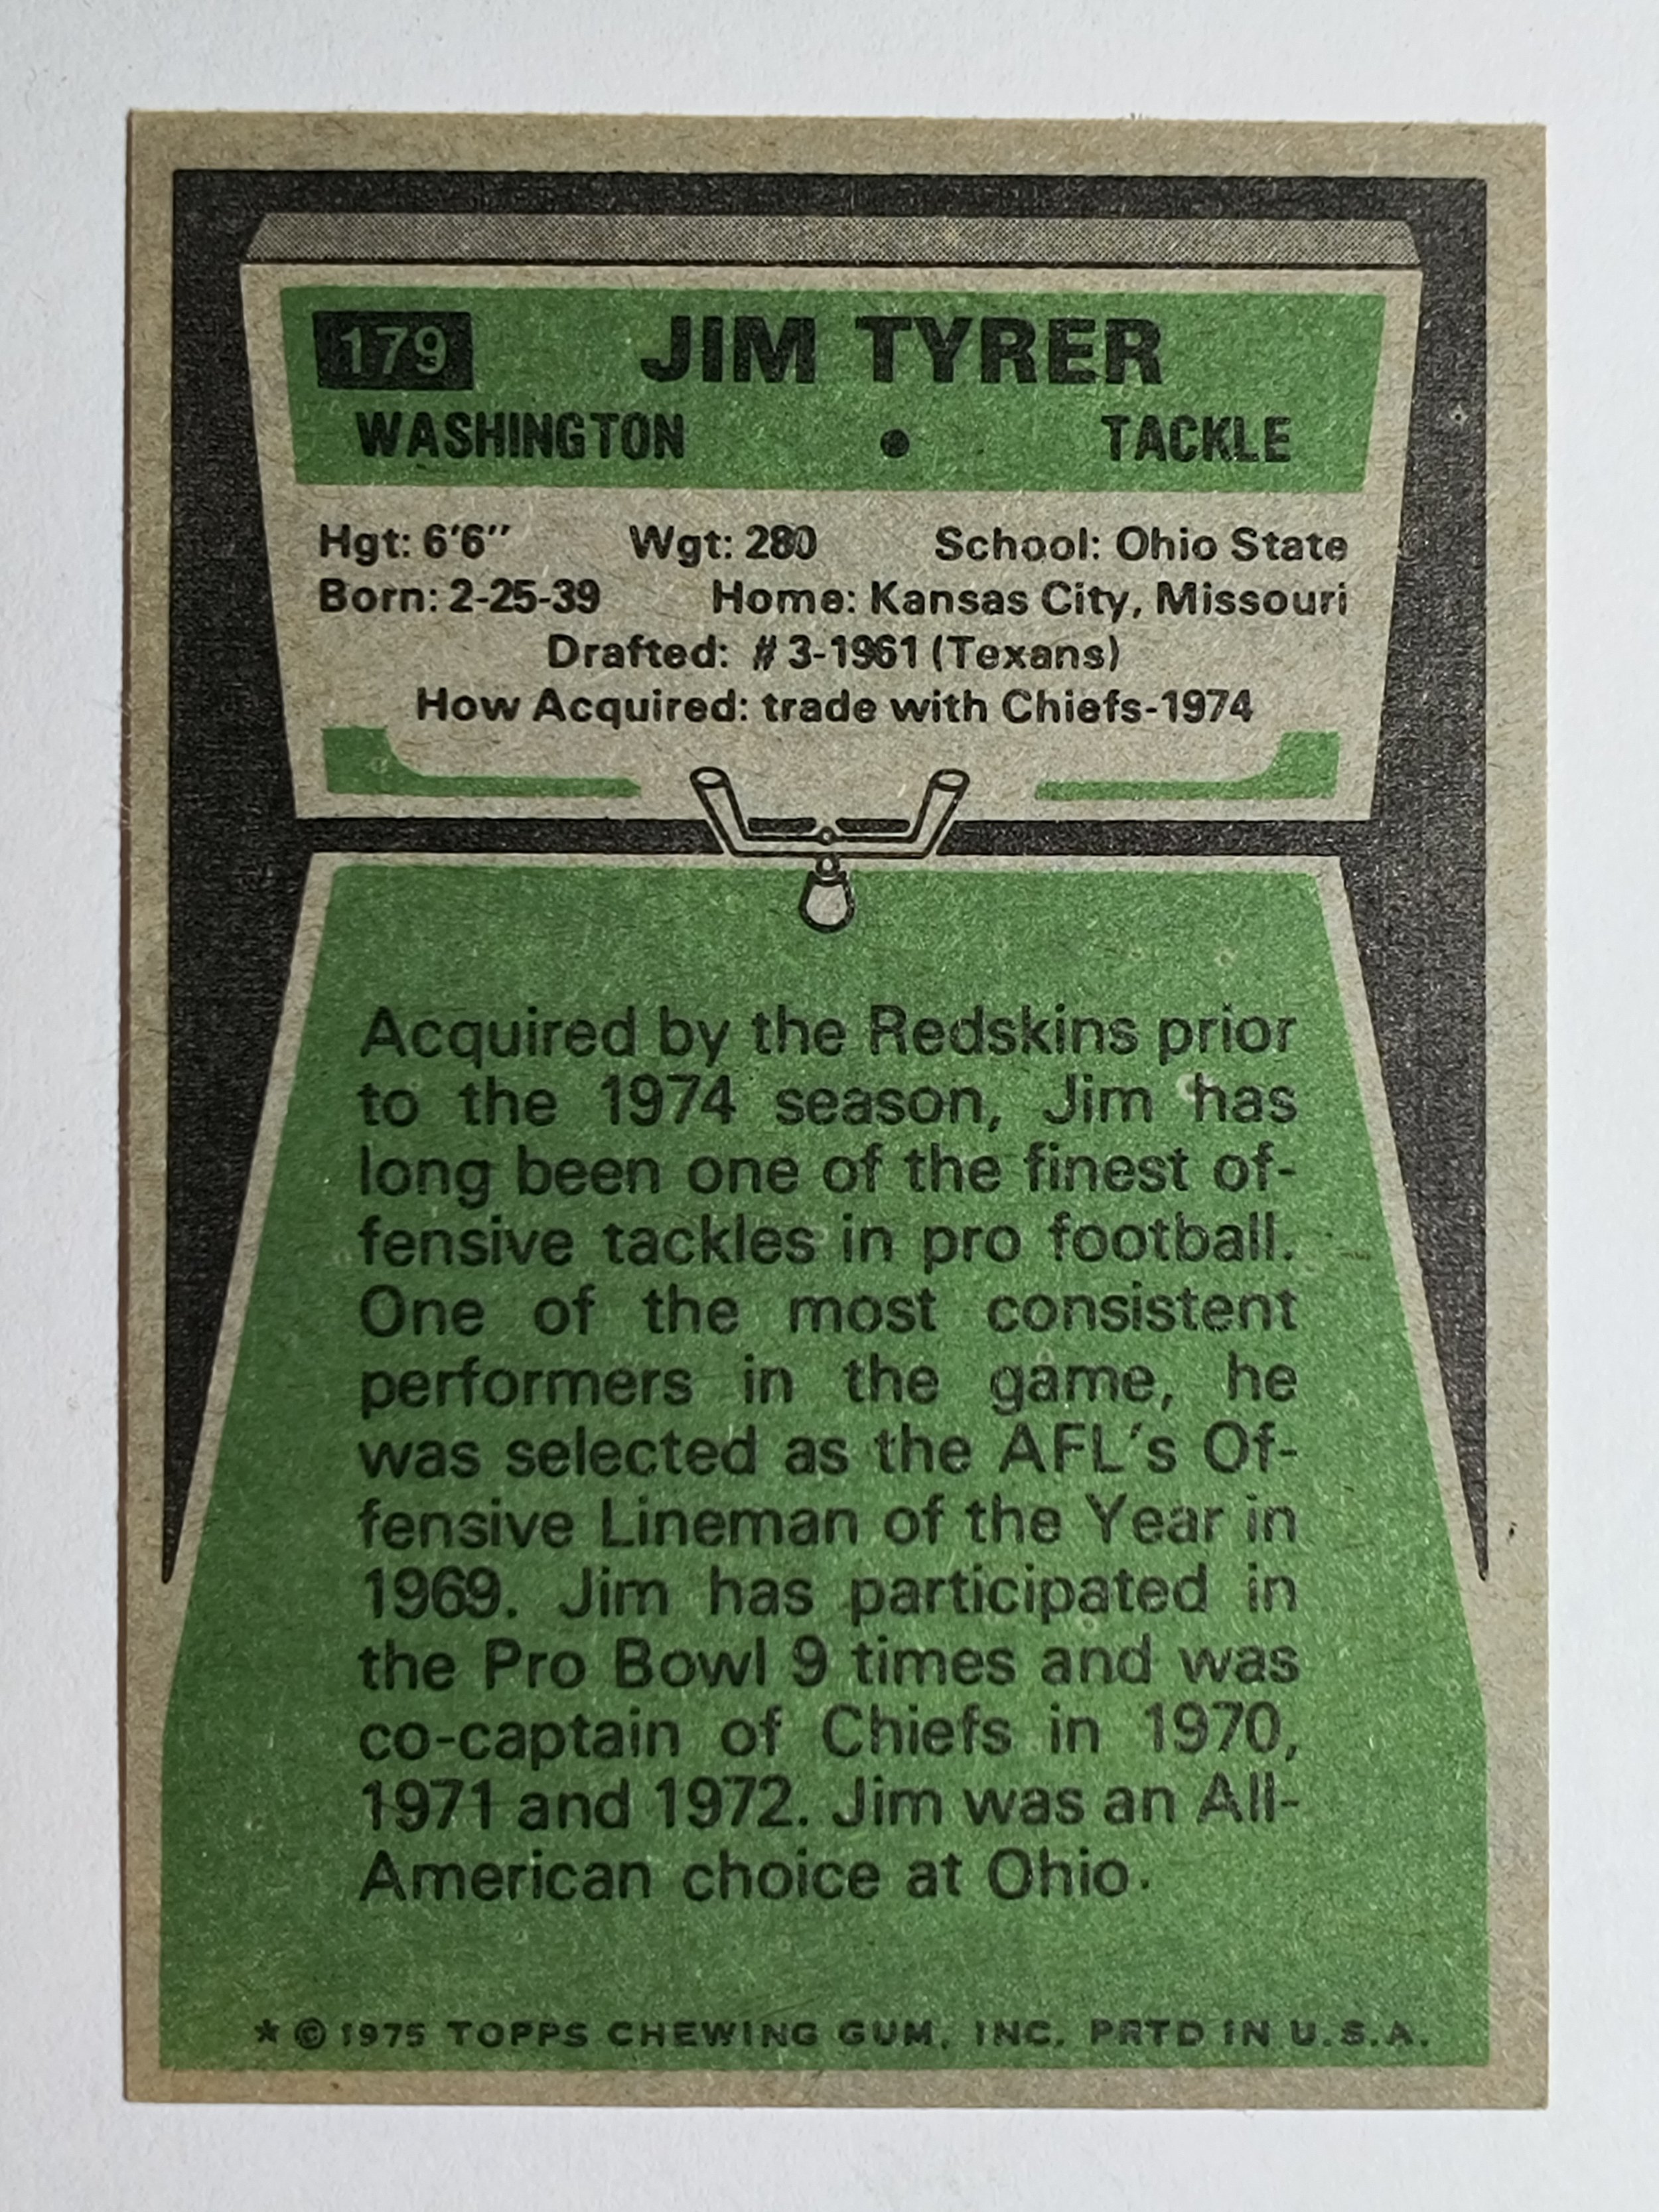 179 JIM TYRER
WASHINGTON • TACKLE
Hgt: 6'6" Wgt: 280 School: Ohio State
Born: 2-25-39 Home: Kansas City, Missouri
Drafted: #3-1961 (Texans)
How Acquired: trade with Chiefs-1974
Acquired by the Redskins prior
to the 1974 season, Jim has
long been one of the finest of-
fensive tackles in pro football.
One of the most consistent
performers in the game, he
was selected as the AFL's Of-
fensive Lineman of the Year in
1969. Jim has participated in
the Pro Bowl 9 times and was
co-captain of Chiefs in 1970,
1971 and 1972. Jim was an All-
American choice at Ohio.
* © 1975 TOPPS CHEWING GUM, INC. PRTD IN U.S.A.